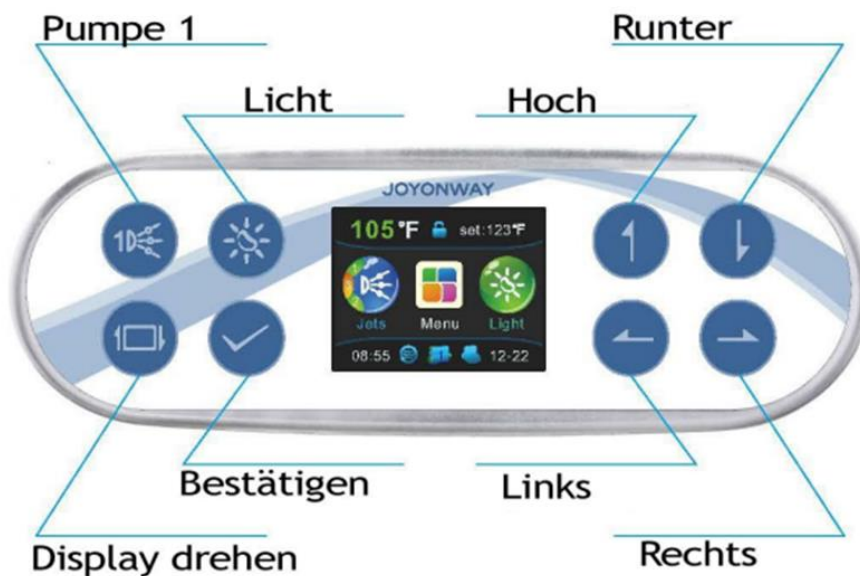 Pumpe 1
Runter
Licht
Hoch
JOYONWAY
105°F set:123°F
Jets Menu Light
08:55 12-22
Bestätigen
Links
Display drehen
Rechts